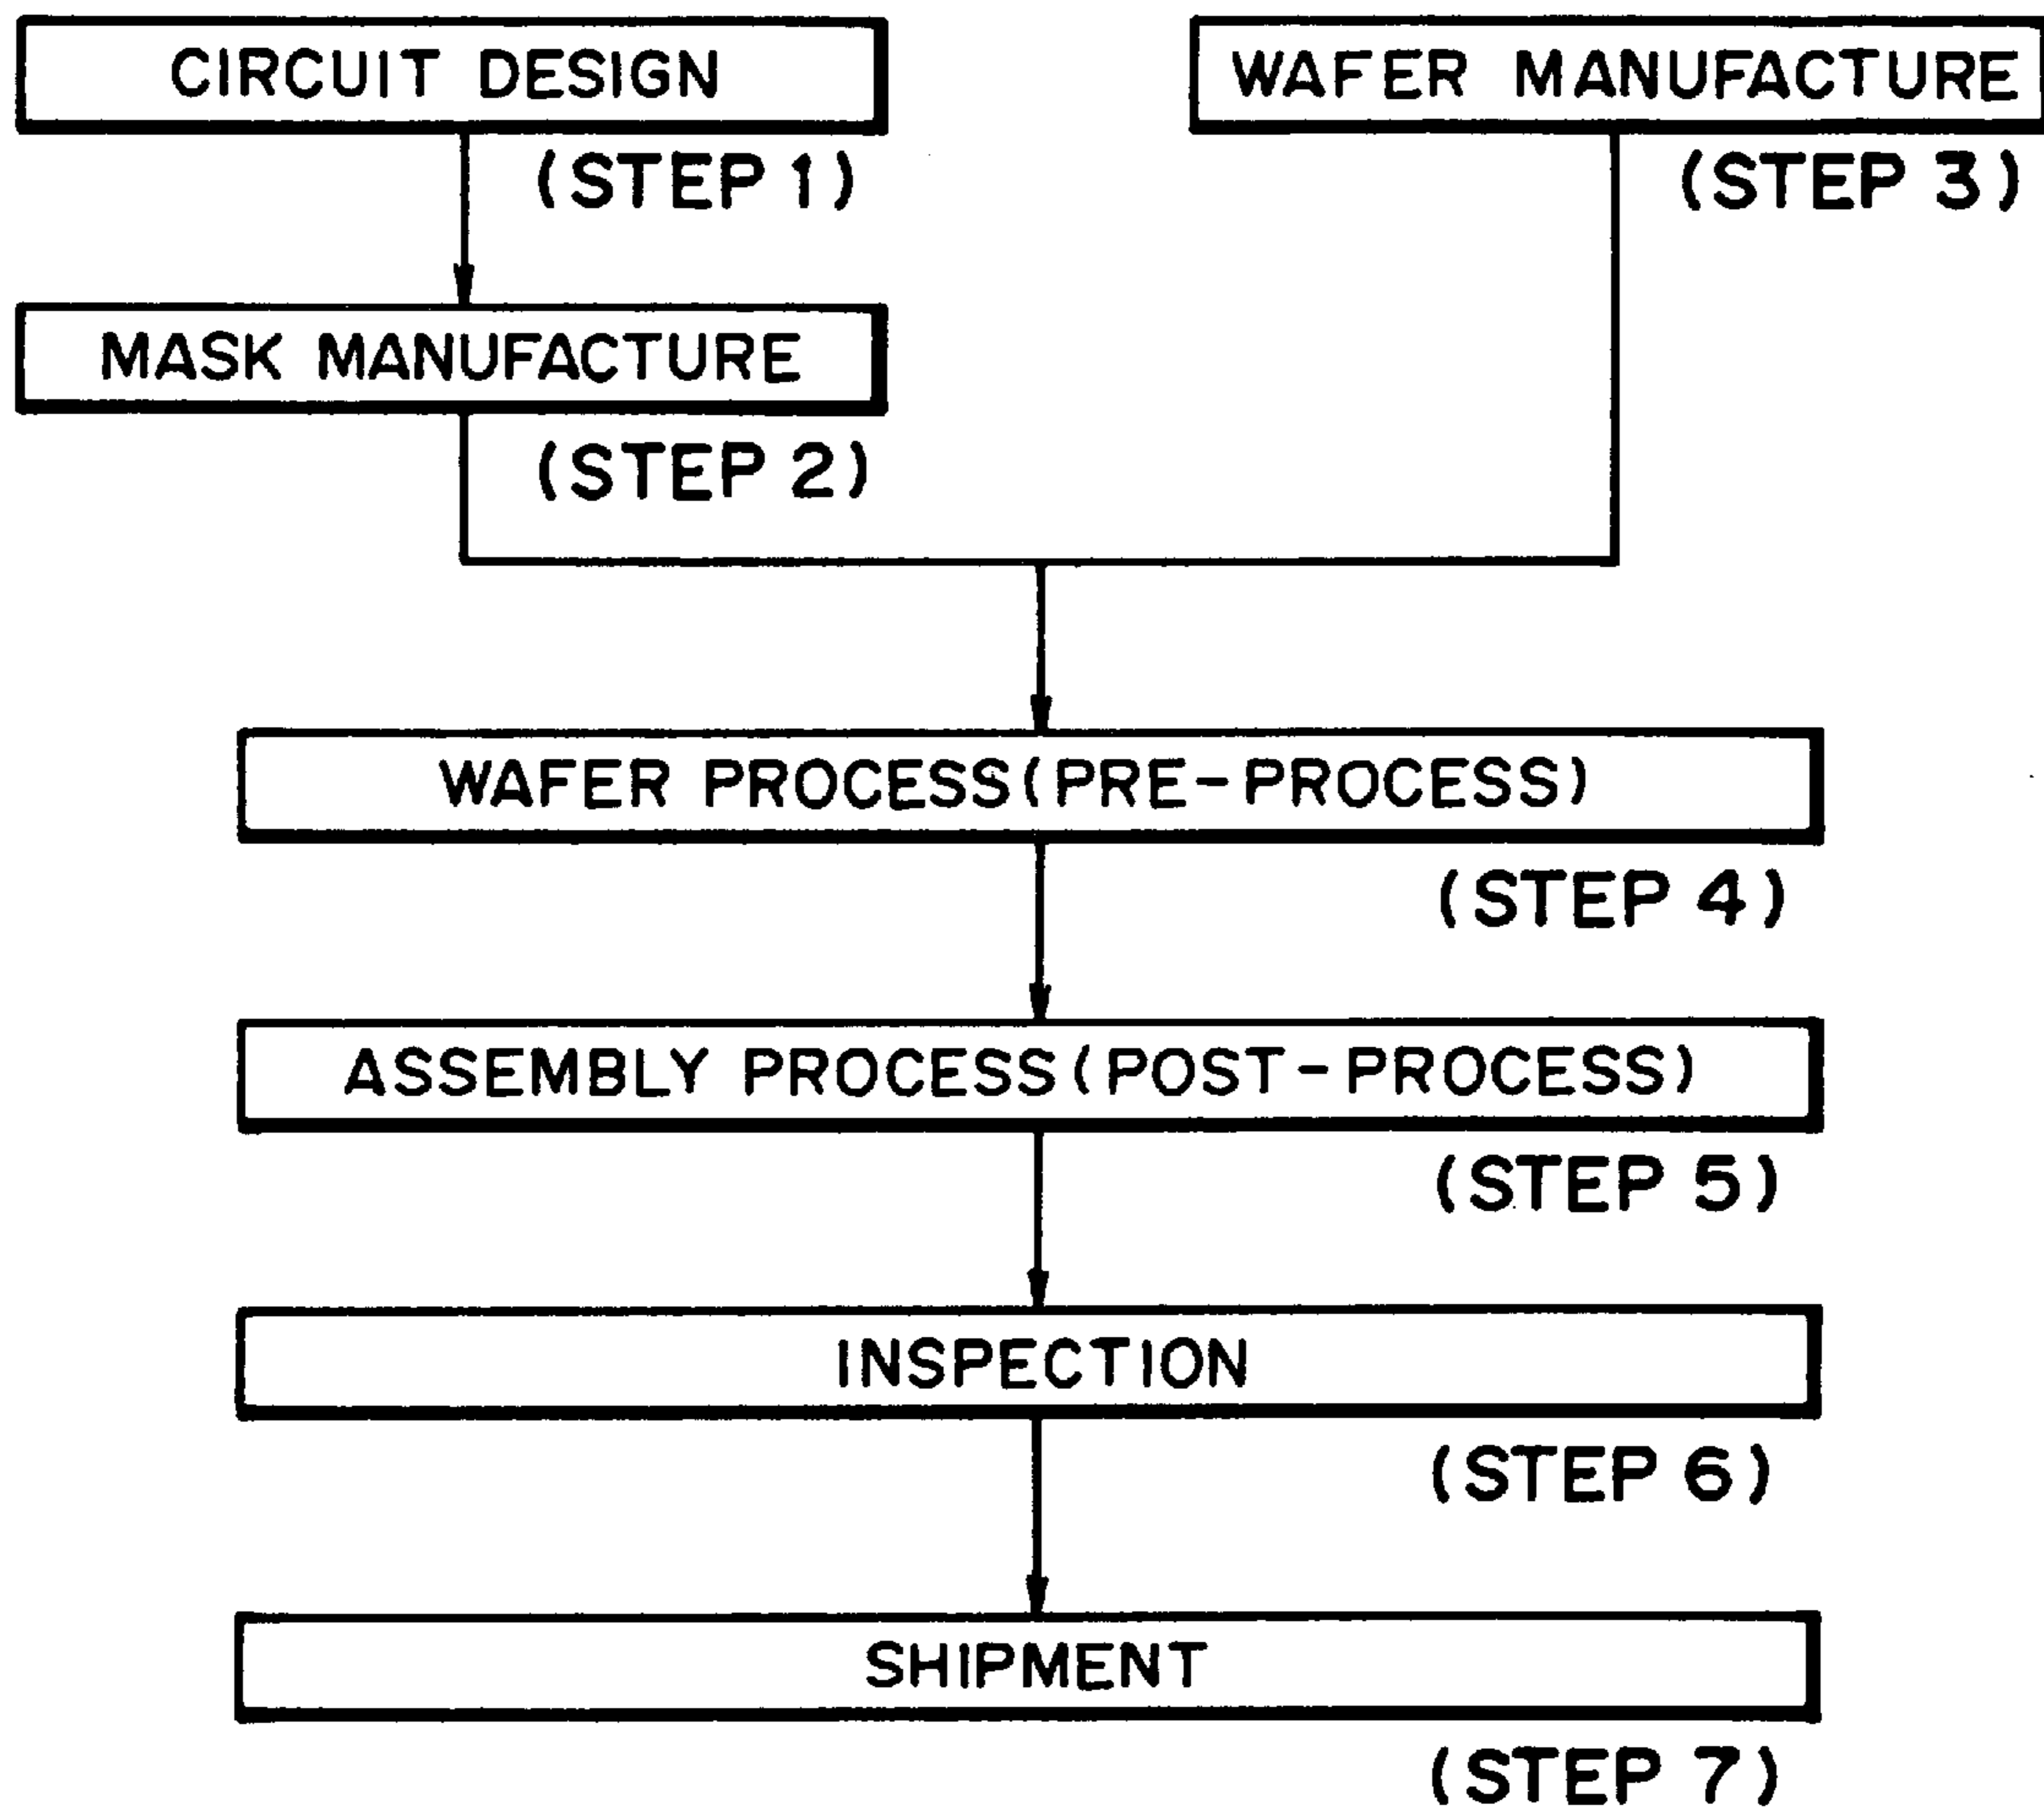 CIRCUIT DESIGN
(STEP 1)
WAFER MANUFACTURE
(STEP 3)
MASK MANUFACTURE
(STEP 2)
WAFER PROCESS(PRE-PROCESS)
(STEP 4)
ASSEMBLY PROCESS(POST-PROCESS)
(STEP 5)
INSPECTION
(STEP 6)
SHIPMENT
(STEP 7)